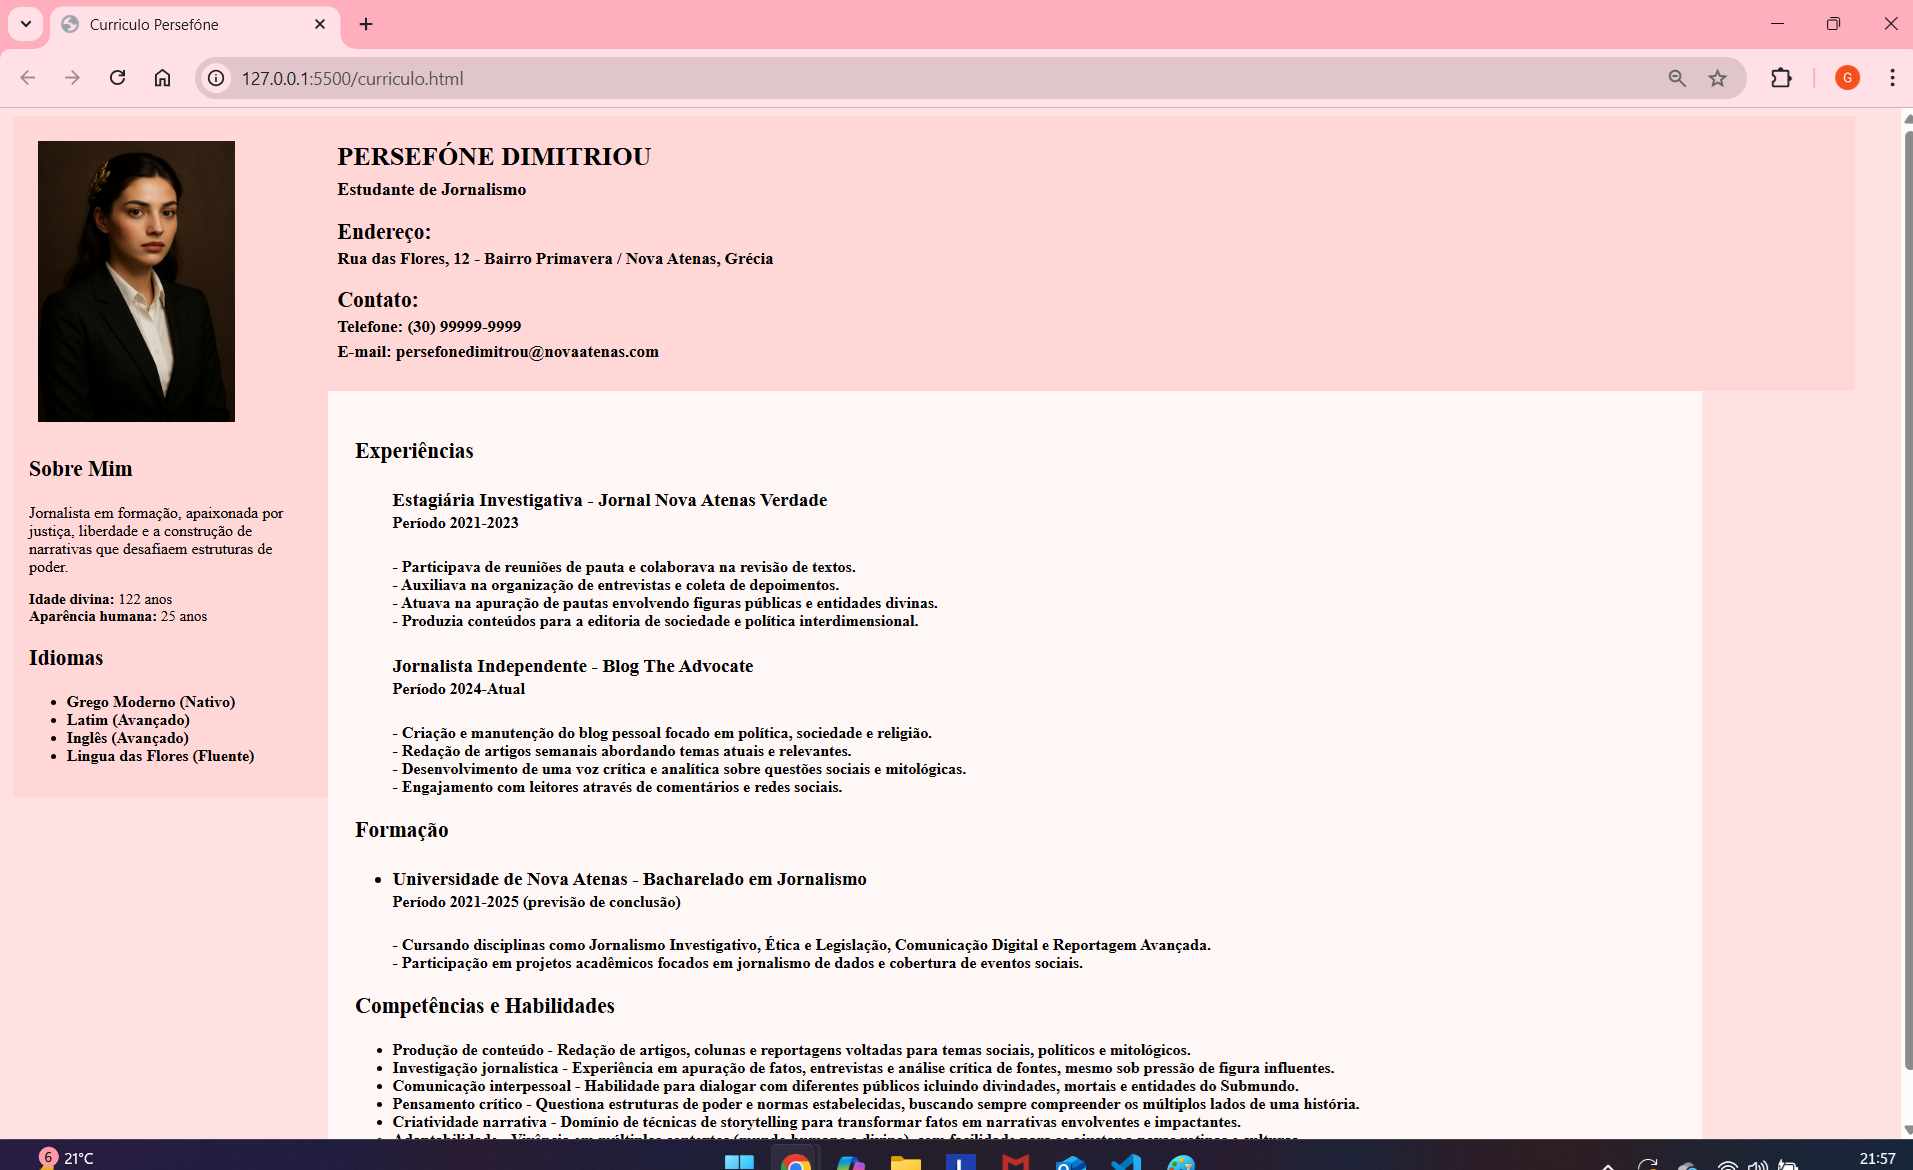 Curriculo Persefóne
127.0.0.1:5500/curriculo.html
G
PERSEFÓNE DIMITRIOU
Estudante de Jornalismo
Endereço:
Rua das Flores, 12 - Bairro Primavera / Nova Atenas, Grécia
Contato:
Telefone: (30) 99999-9999
E-mail: persefonedimitrou@novaatenas.com
Sobre Mim
Jornalista em formação, apaixonada por
justiça, liberdade e a construção de
narrativas que desafiaem estruturas de
poder.
Idade divina: 122 anos
Aparência humana: 25 anos
Idiomas
• Grego Moderno (Nativo)
• Latim (Avançado)
• Inglês (Avançado)
• Lingua das Flores (Fluente)
Experiências
Estagiária Investigativa - Jornal Nova Atenas Verdade
Período 2021-2023
- Participava de reuniões de pauta e colaborava na revisão de textos.
- Auxiliava na organização de entrevistas e coleta de depoimentos.
- Atuava na apuração de pautas envolvendo figuras públicas e entidades divinas.
- Produzia conteúdos para a editoria de sociedade e política interdimensional.
Jornalista Independente - Blog The Advocate
Período 2024-Atual
- Criação e manutenção do blog pessoal focado em política, sociedade e religião.
- Redação de artigos semanais abordando temas atuais e relevantes.
- Desenvolvimento de uma voz crítica e analítica sobre questões sociais e mitológicas.
- Engajamento com leitores através de comentários e redes sociais.
Formação
• Universidade de Nova Atenas - Bacharelado em Jornalismo
Período 2021-2025 (previsão de conclusão)
- Cursando disciplinas como Jornalismo Investigativo, Ética e Legislação, Comunicação Digital e Reportagem Avançada.
- Participação em projetos acadêmicos focados em jornalismo de dados e cobertura de eventos sociais.
Competências e Habilidades
• Produção de conteúdo - Redação de artigos, colunas e reportagens voltadas para temas sociais, políticos e mitológicos.
• Investigação jornalística - Experiência em apuração de fatos, entrevistas e análise crítica de fontes, mesmo sob pressão de figura influentes.
• Comunicação interpessoal - Habilidade para dialogar com diferentes públicos icluindo divindades, mortais e entidades do Submundo.
• Pensamento crítico - Questiona estruturas de poder e normas estabelecidas, buscando sempre compreender os múltiplos lados de uma história.
• Criatividade narrativa - Domínio de técnicas de storytelling para transformar fatos em narrativas envolventes e impactantes.
6
21°C
21:57